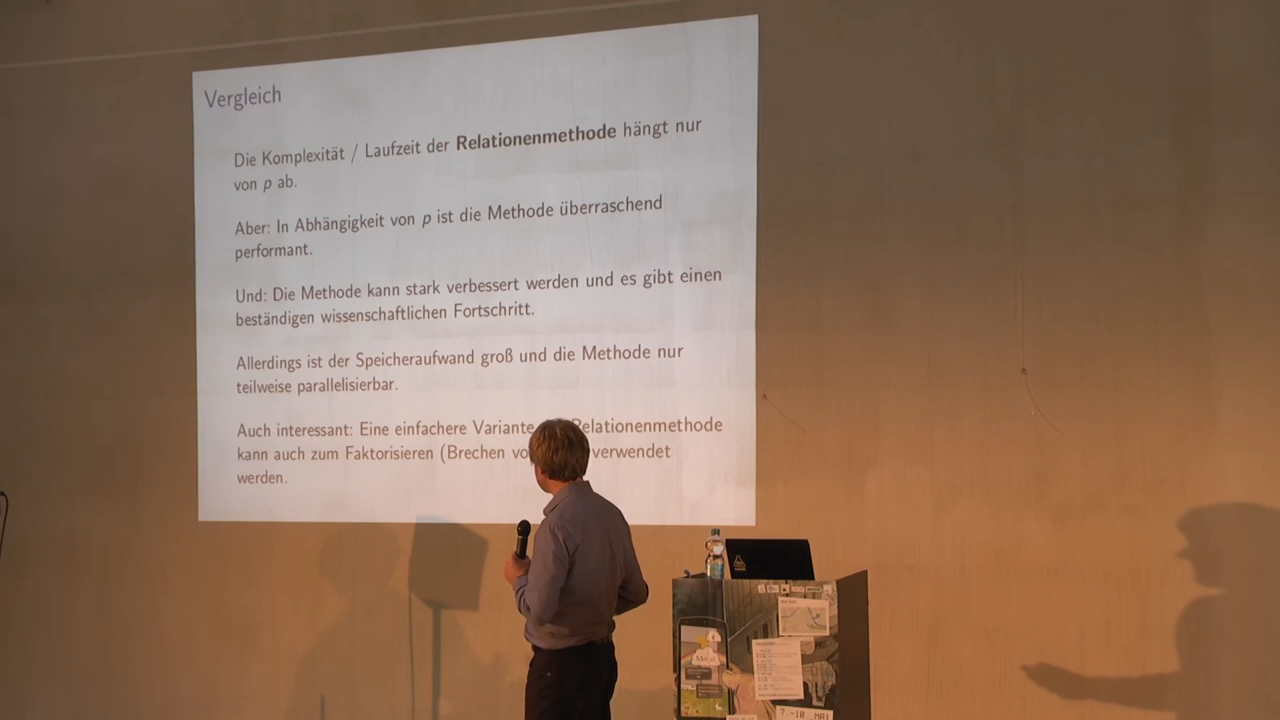 Vergleich
Die Komplexität / Laufzeit der Relationenmethode hängt nur
von p ab.
Aber: In Abhängigkeit von p ist die Methode überraschend
performant.
Und: Die Methode kann stark verbessert werden und es gibt einen
beständigen wissenschaftlichen Fortschritt.
Allerdings ist der Speicheraufwand groß und die Methode nur
teilweise parallelisierbar.
Auch interessant: Eine einfachere Variante Relationenmethode
kann auch zum Faktorisieren (Brechen verwendet
werden.
7.-10. MAI